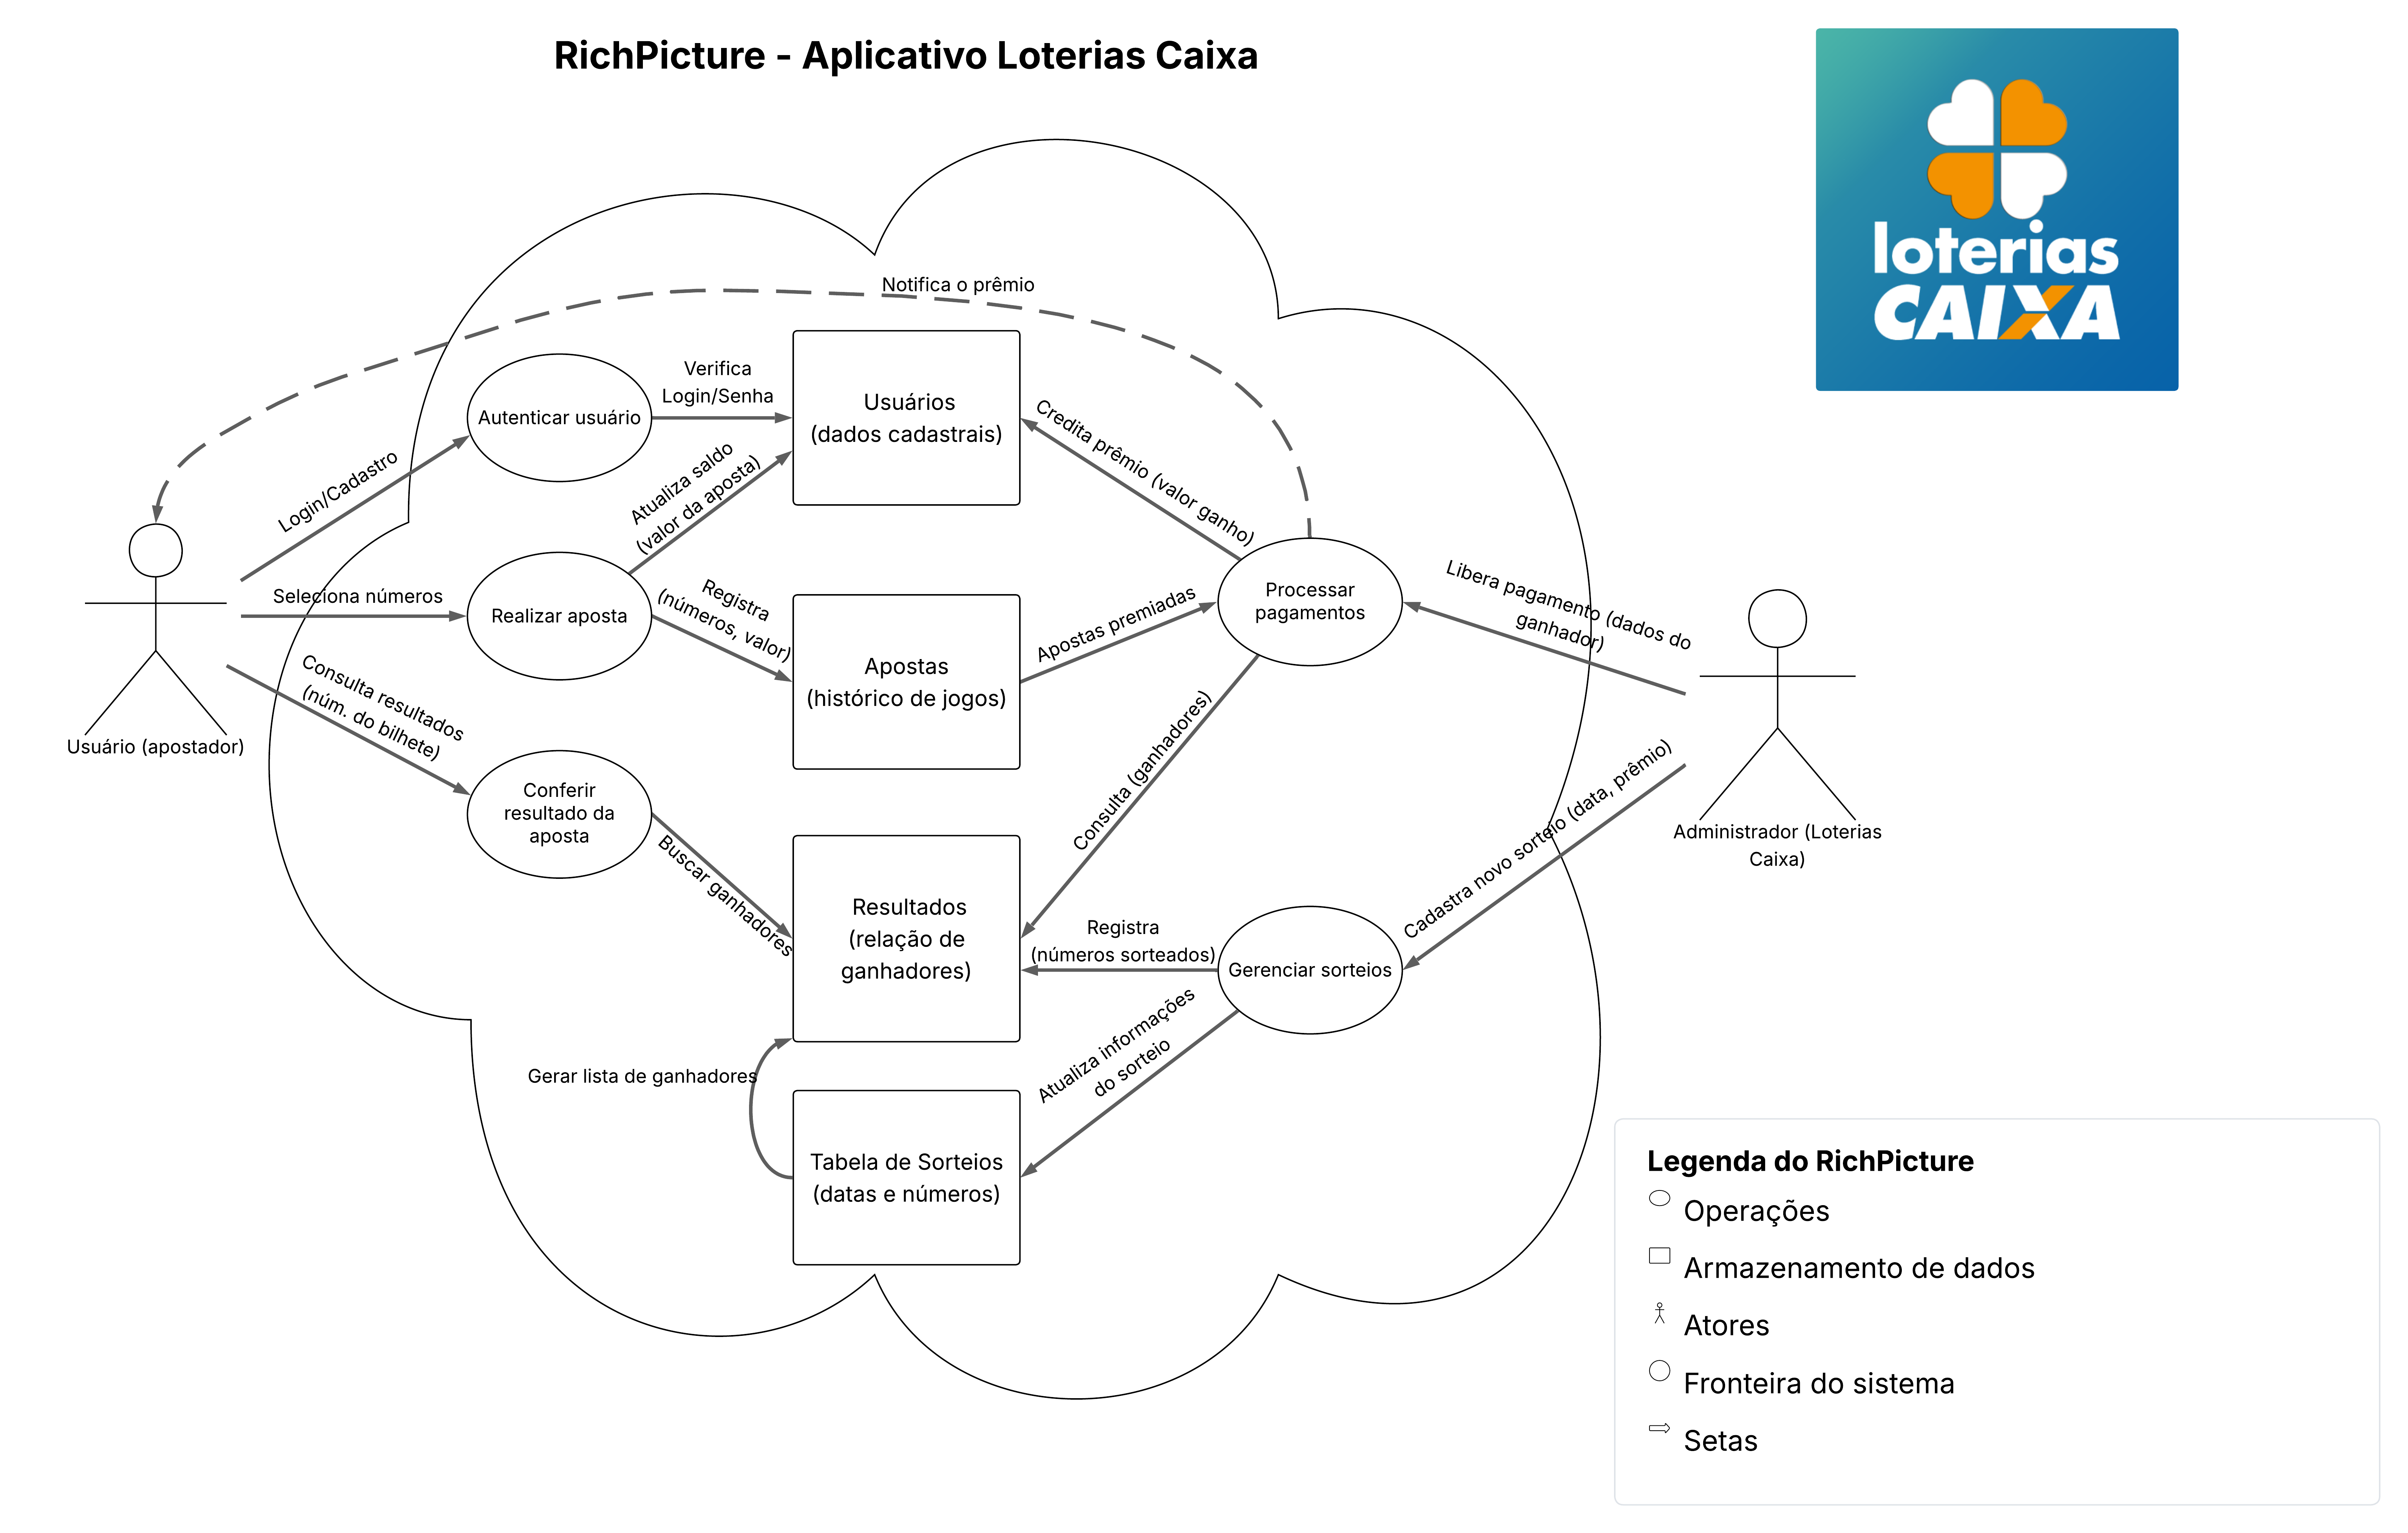 RichPicture - Aplicativo Loterias Caixa
loterias
CAIXA
Notifica o prêmio
Verifica
Login/Senha
Autenticar usuário
Usuários
(dados cadastrais)
Login/Cadastro
Atualiza saldo
(valor da aposta)
Credita prêmio (valor ganho)
Seleciona números
Realizar aposta
Registra
(números, valor)
Apostas
(histórico de jogos)
Apostas premiadas
Processar
pagamentos
Libera pagamento (dados do
ganhador)
Usuário (apostador)
Consulta resultados
(núm. do bilhete)
Conferir
resultado da
aposta
Buscar ganhadores
Consulta (ganhadores)
Cadastra novo sorteio (data, prêmio)
Administrador (Loterias
Caixa)
Resultados
(relação de
ganhadores)
Registra
(números sorteados)
Gerenciar sorteios
Atualiza informações
do sorteio
Gerar lista de ganhadores
Tabela de Sorteios
(datas e números)
Legenda do RichPicture
Operações
Armazenamento de dados
Atores
Fronteira do sistema
Setas